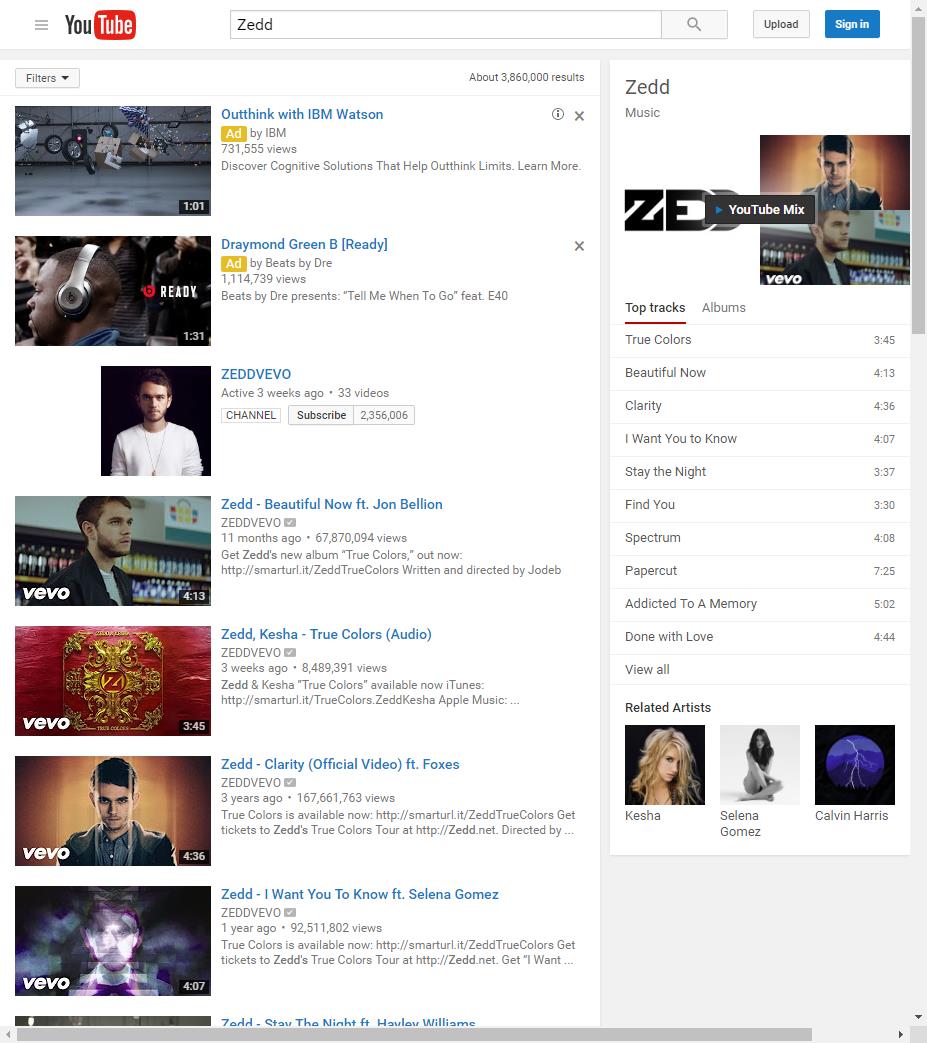 YouTube
Zedd
Upload
Sign in
Filters
About 3,860,000 results
Outthink with IBM Watson
Ad by IBM
731,555 views
Discover Cognitive Solutions That Help Outthink Limits. Learn More.
1:01
Draymond Green B [Ready]
Ad by Beats by Dre
1,114,739 views
Beats by Dre presents: “Tell Me When To Go” feat. E40
READY
1:31
ZEDDVEVO
Active 3 weeks ago • 33 videos
CHANNEL Subscribe 2,356,006
Zedd - Beautiful Now ft. Jon Bellion
ZEDDVEVO
11 months ago • 67,870,094 views
Get Zedd's new album “True Colors,” out now:
http://smarturl.it/ZeddTrueColors Written and directed by Jodeb
vevo
4:13
Zedd, Kesha - True Colors (Audio)
ZEDDVEVO
3 weeks ago • 8,489,391 views
Zedd & Kesha “True Colors” available now iTunes:
http://smarturl.it/TrueColors.ZeddKesha Apple Music: ...
TRUE COLORS
vevo
3:45
Zedd - Clarity (Official Video) ft. Foxes
ZEDDVEVO
3 years ago • 167,661,763 views
True Colors is available now: http://smarturl.it/ZeddTrueColors Get
tickets to Zedd's True Colors Tour at http://Zedd.net. Directed by ...
vevo
4:36
Zedd - I Want You To Know ft. Selena Gomez
ZEDDVEVO
1 year ago • 92,511,802 views
True Colors is available now: http://smarturl.it/ZeddTrueColors Get
tickets to Zedd's True Colors Tour at http://Zedd.net. Get “I Want ...
vevo
4:07
Zedd - Stay The Night ft. Hayley Williams
Zedd
Music
ZEDD
YouTube Mix
vevo
Top tracks Albums
True Colors 3:45
Beautiful Now 4:13
Clarity 4:36
I Want You to Know 4:07
Stay the Night 3:37
Find You 3:30
Spectrum 4:08
Papercut 7:25
Addicted To A Memory 5:02
Done with Love 4:44
View all
Related Artists
Kesha
Selena
Gomez
Calvin Harris